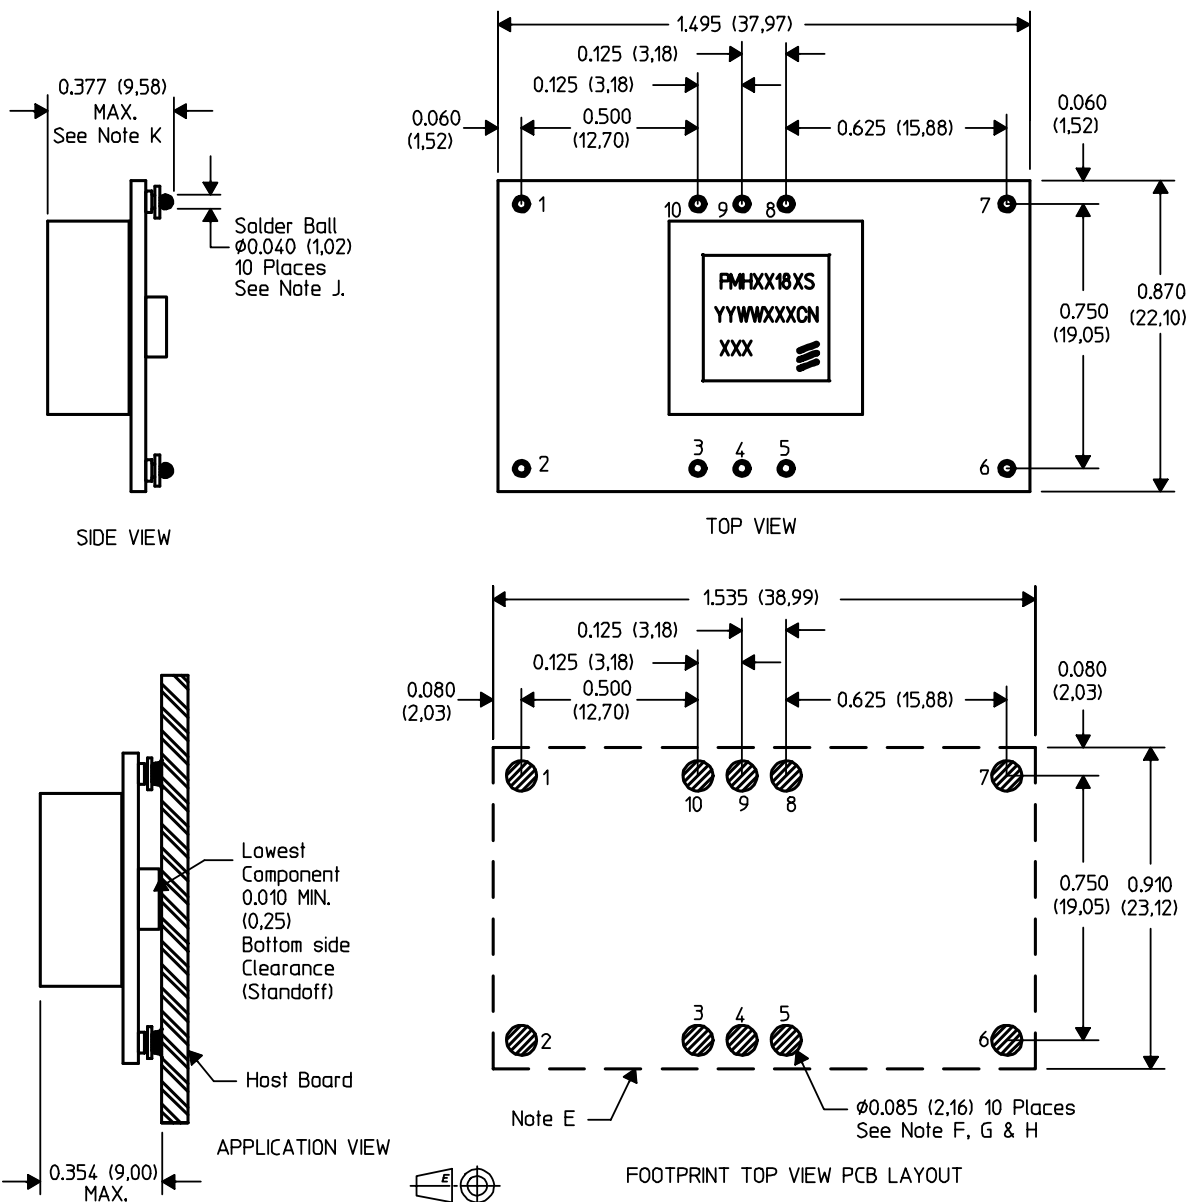 0.377 (9,58)
MAX.
See Note K
Solder Ball
ø0.040 (1,02)
10 Places
See Note J.
SIDE VIEW
1.495 (37,97)
0.125 (3,18)
0.125 (3,18)
0.060
(1,52)
0.500
(12,70)
0.625 (15,88)
0.060
(1,52)
1
10
9
8
7
PMHXX18XS
YYWWXXXCN
XXX
0.750
(19,05)
0.870
(22,10)
2
3
4
5
6
TOP VIEW
Lowest
Component
0.010 MIN.
(0,25)
Bottom side
Clearance
(Standoff)
Host Board
APPLICATION VIEW
0.354 (9,00)
MAX.
1.535 (38,99)
0.125 (3,18)
0.125 (3,18)
0.080
(2,03)
0.500
(12,70)
0.625 (15,88)
0.080
(2,03)
1
10
9
8
7
0.750
(19,05)
0.910
(23,12)
2
3
4
5
6
Note E
ø0.085 (2,16) 10 Places
See Note F, G & H
E
FOOTPRINT TOP VIEW PCB LAYOUT